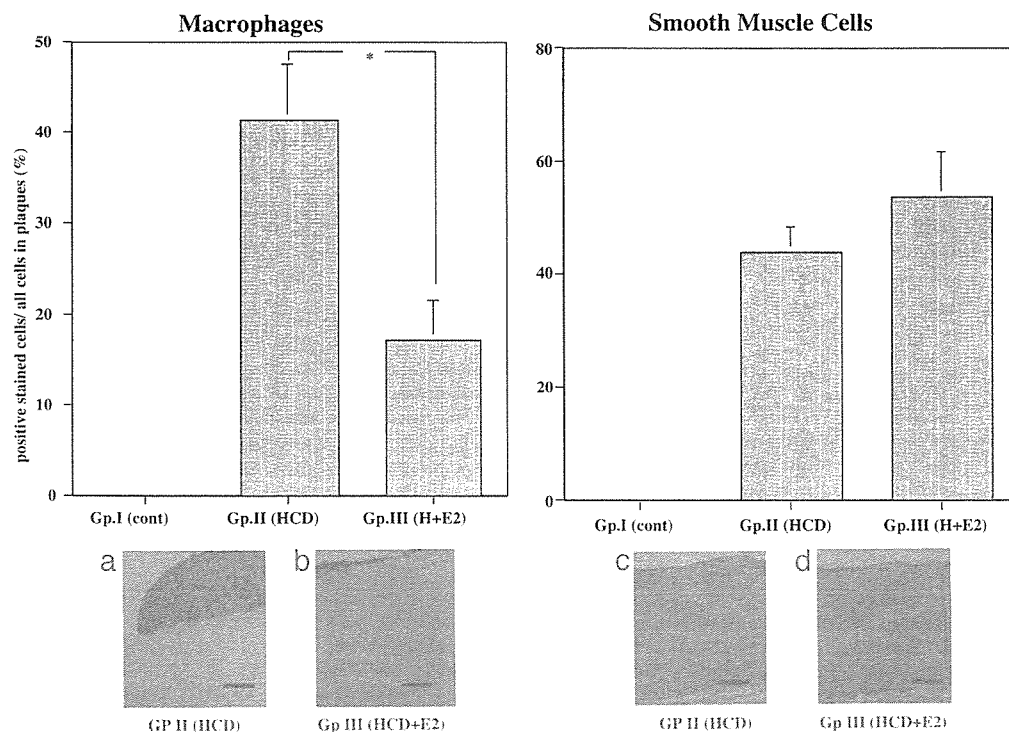 Macrophages
Smooth Muscle Cells
positive stained cells/ all cells in plaques (%)
50
40
30
20
10
0
*
Gp.I (cont)
Gp.II (HCD)
Gp.III (H+E2)
80
60
40
20
0
Gp.I (cont)
Gp.II (HCD)
Gp.III (H+E2)
a
b
c
d
GP II (HCD)
Gp III (HCD+E2)
GP II (HCD)
Gp III (HCD+E2)